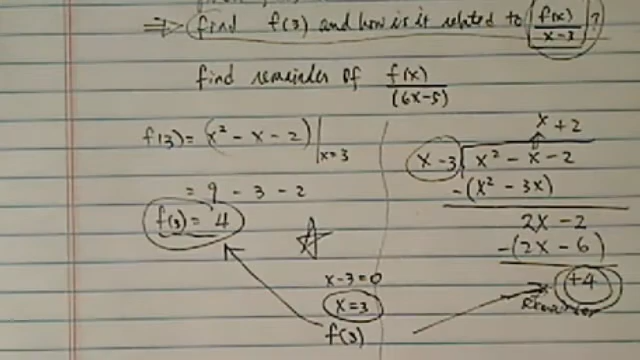 ⇒ find f(3) and how is it related to f(x)/(x-3) ?
find remainder of f(x)/(6x-5)
f(3) = (x² - x - 2)|x=3
= 9 - 3 - 2
f(3) = 4
x-3=0
x=3
f(3)
x + 2
x - 3 x² - x - 2
-(x² - 3x)
2x - 2
-(2x - 6)
+4
Remainder